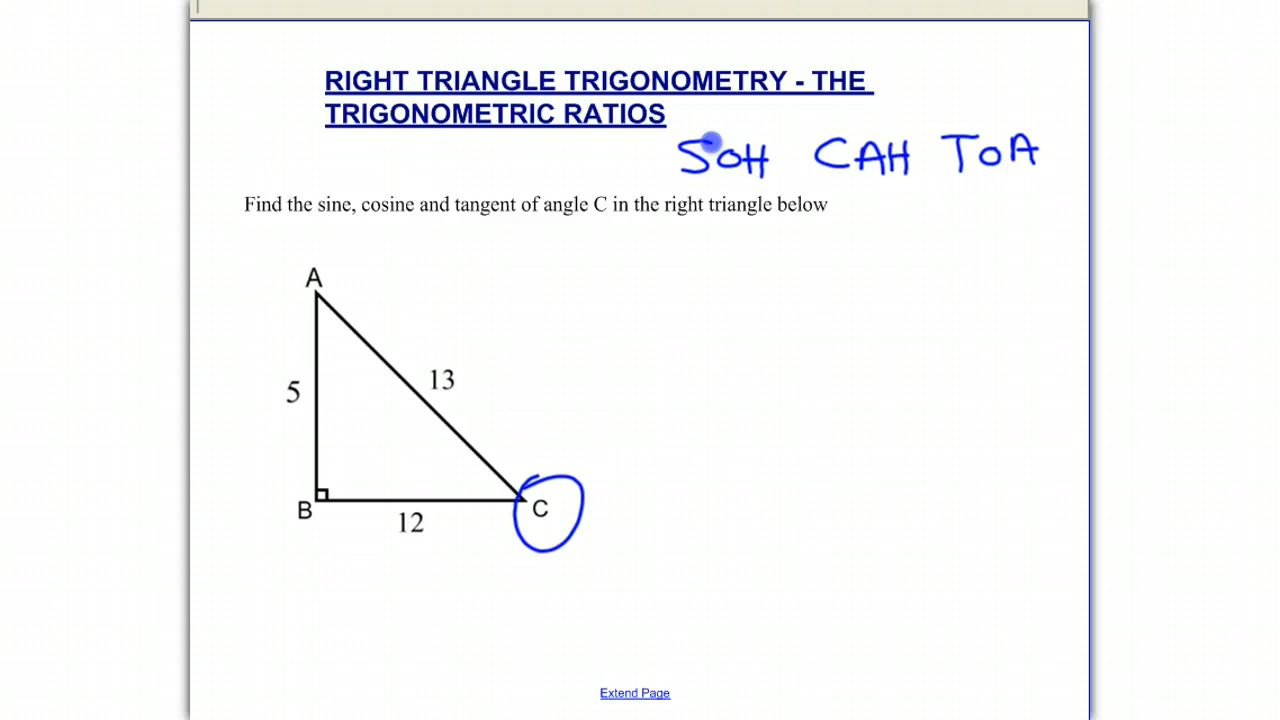 RIGHT TRIANGLE TRIGONOMETRY - THE
TRIGONOMETRIC RATIOS
SOH CAH TOA
Find the sine, cosine and tangent of angle C in the right triangle below
A
13
5
B
C
12
Extend Page